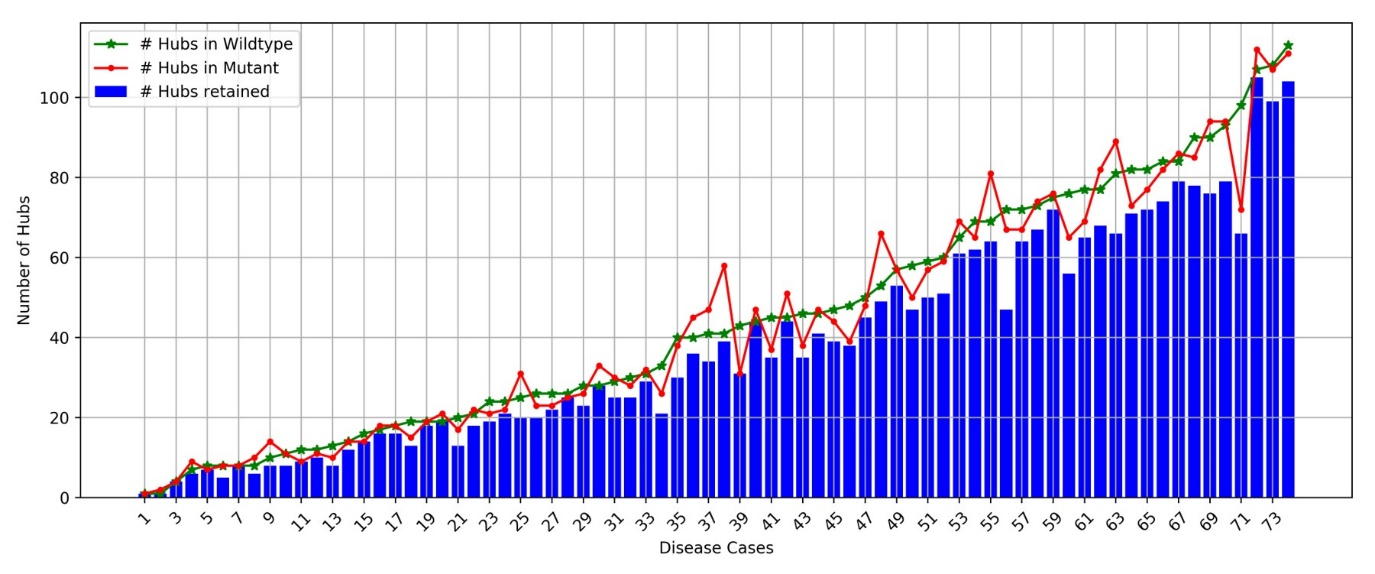 # Hubs in Wildtype
# Hubs in Mutant
# Hubs retained
Number of Hubs
100
80
60
40
20
0
1 3 5 7 9 11 13 15 17 19 21 23 25 27 29 31 33 35 37 39 41 43 45 47 49 51 53 55 57 59 61 63 65 67 69 71 73
Disease Cases